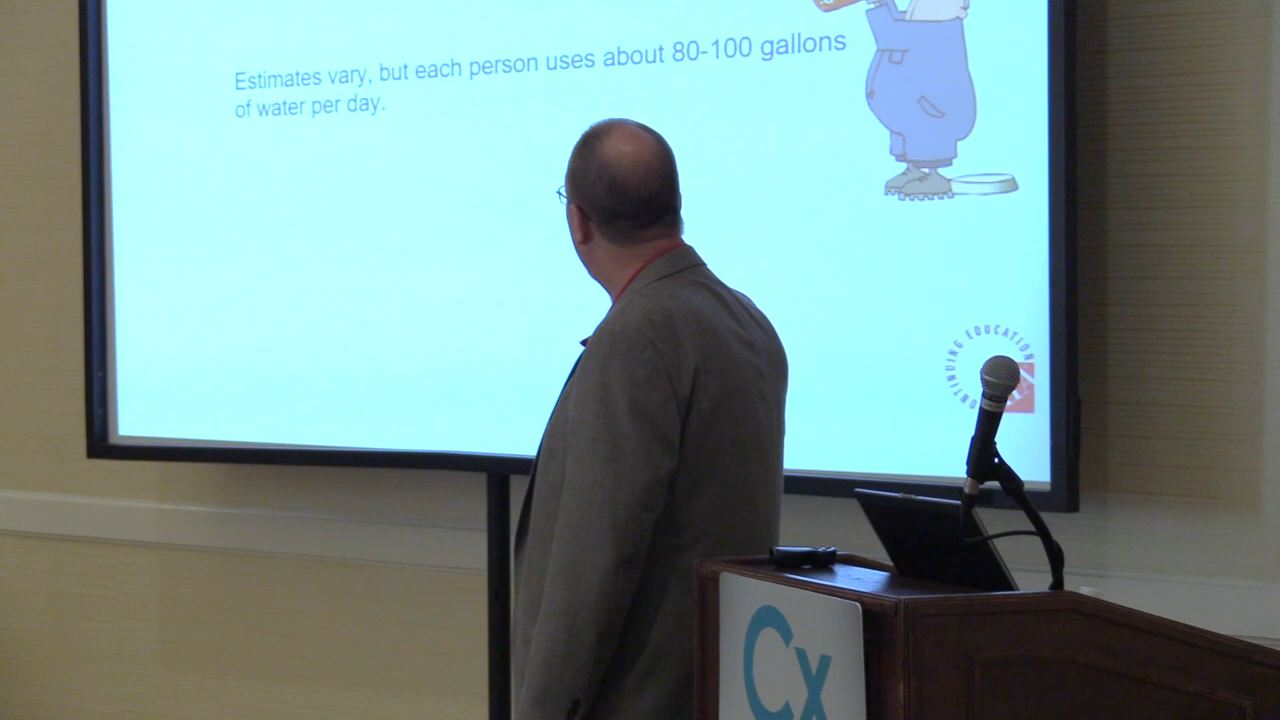 Estimates vary, but each person uses about 80-100 gallons
of water per day.
CONTINUING EDUCATION
Cx